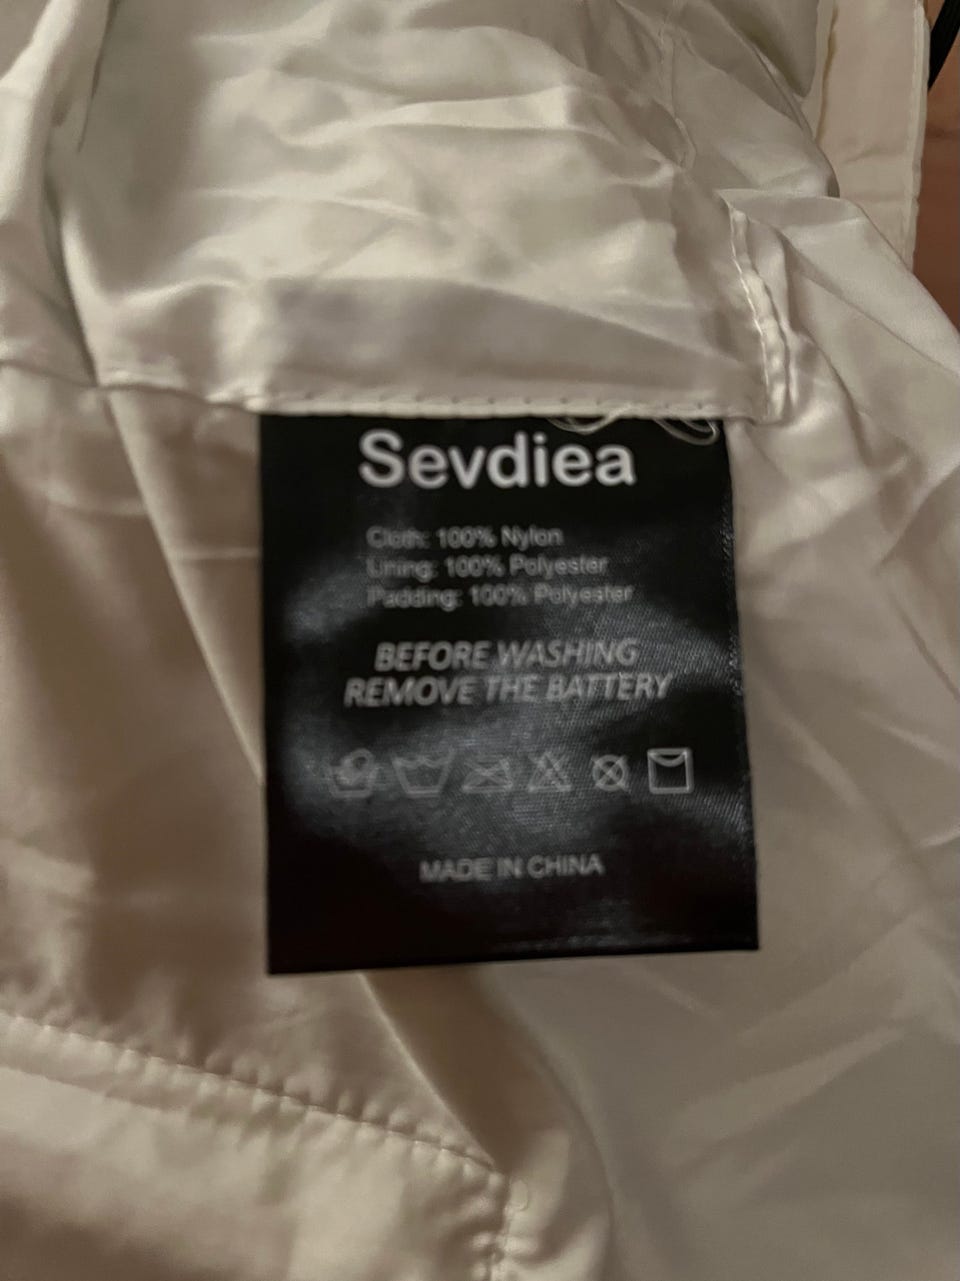 Sevdiea
Cloth: 100% Nylon
Lining: 100% Polyester
Padding: 100% Polyester
BEFORE WASHING
REMOVE THE BATTERY
MADE IN CHINA